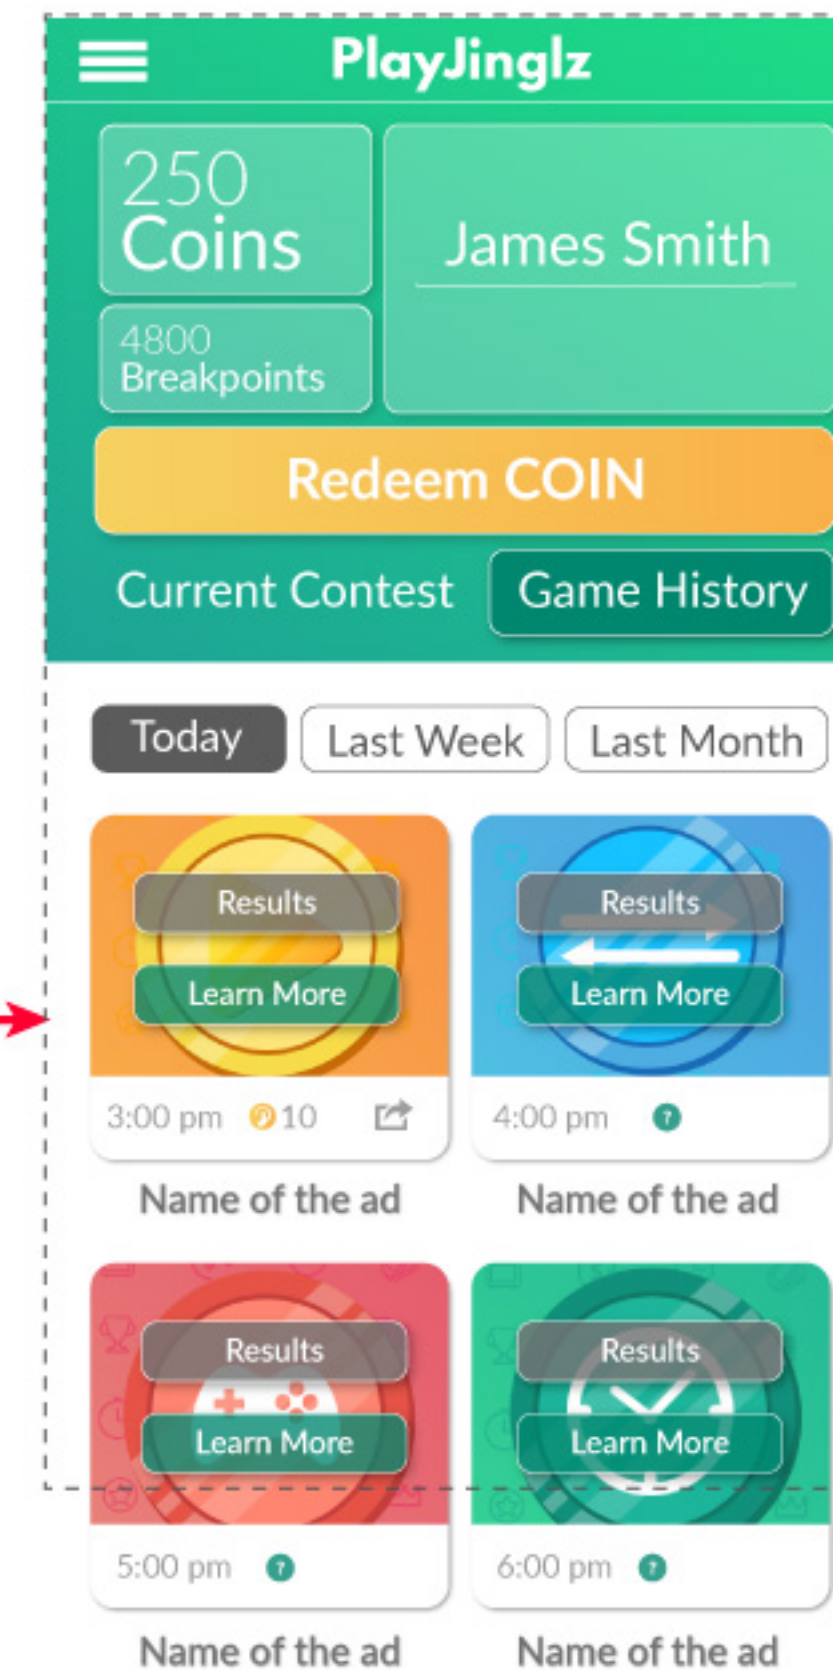 PlayJinglz
250
Coins
James Smith
4800
Breakpoints
Redeem COIN
Current Contest Game History
Today Last Week Last Month
Results Results
Learn More Learn More
3:00 pm 10 4:00 pm ?
Name of the ad Name of the ad
Results Results
Learn More Learn More
5:00 pm ? 6:00 pm ?
Name of the ad Name of the ad